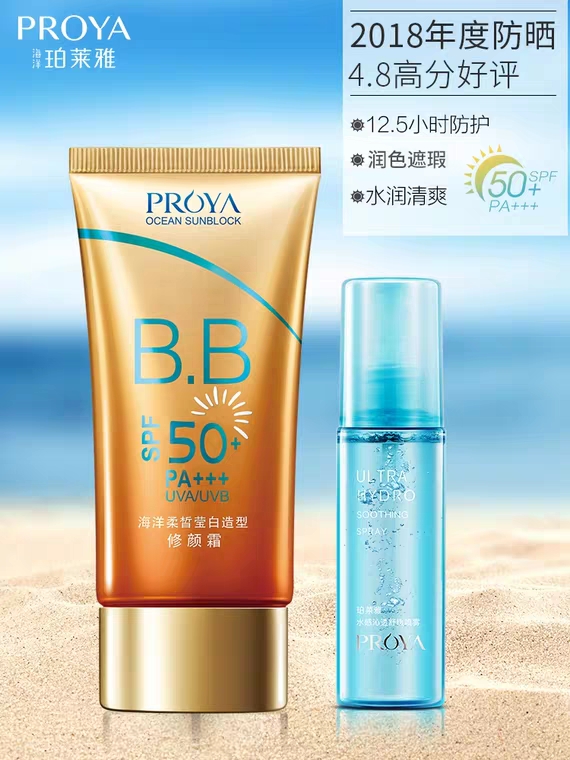 PROYA
海洋 珀莱雅
2018年度防晒
4.8高分好评
12.5小时防护
润色遮瑕
水润清爽
50+
SPF
PA+++
PROYA
OCEAN SUNBLOCK
B.B
SPF 50+
PA+++
UVA/UVB
海洋柔皙莹白造型
修颜霜
ULTRA
HYDRO
SOOTHING
SPRAY
珀莱雅
PROYA